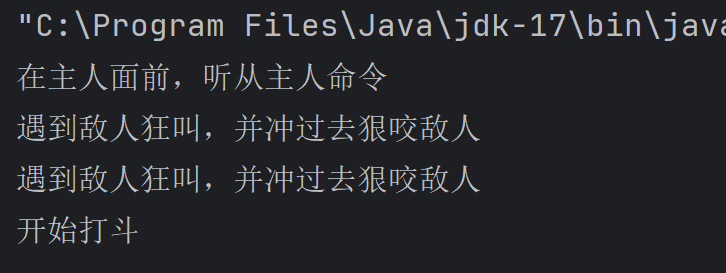 "C:\Program Files\Java\jdk-17\bin\java
在主人面前，听从主人命令
遇到敌人狂叫，并冲过去狠咬敌人
遇到敌人狂叫，并冲过去狠咬敌人
开始打斗